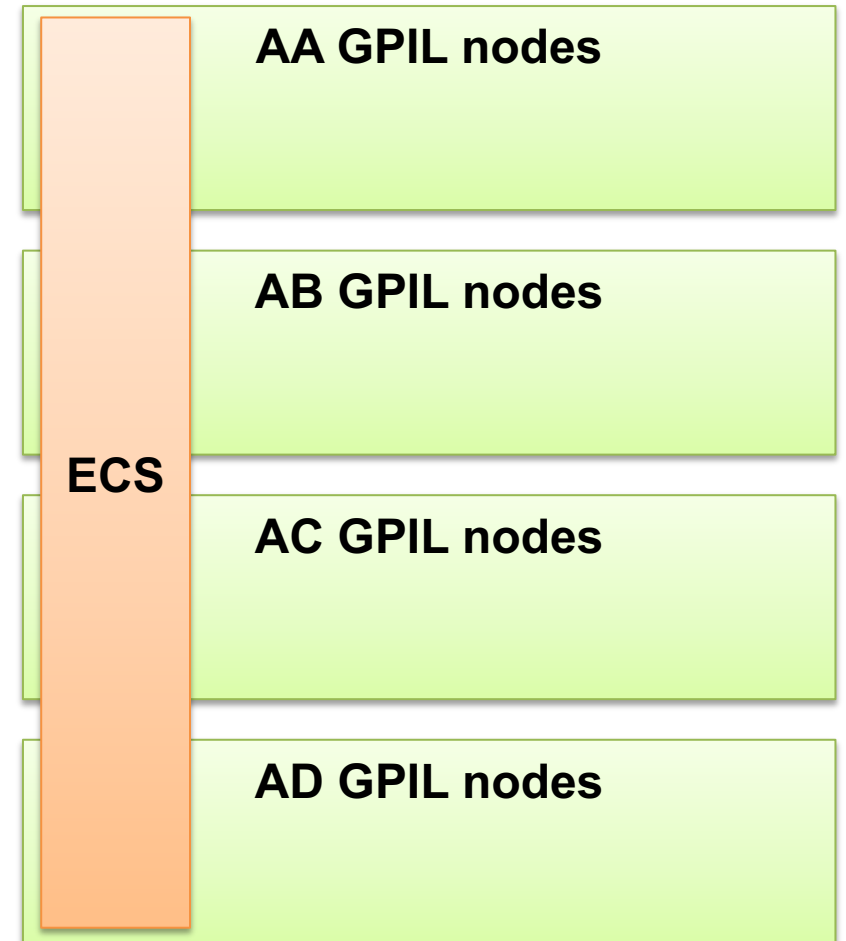 AA GPIL nodes
AB GPIL nodes
ECS
AC GPIL nodes
AD GPIL nodes